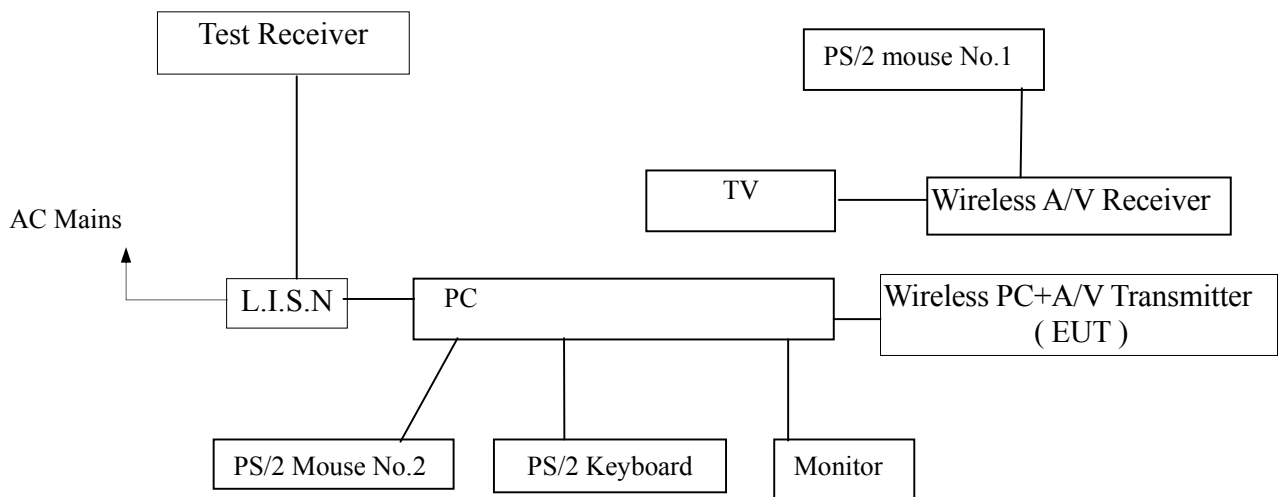 Test Receiver
PS/2 mouse No.1
TV
Wireless A/V Receiver
AC Mains
L.I.S.N
PC
Wireless PC+A/V Transmitter
( EUT )
PS/2 Mouse No.2
PS/2 Keyboard
Monitor